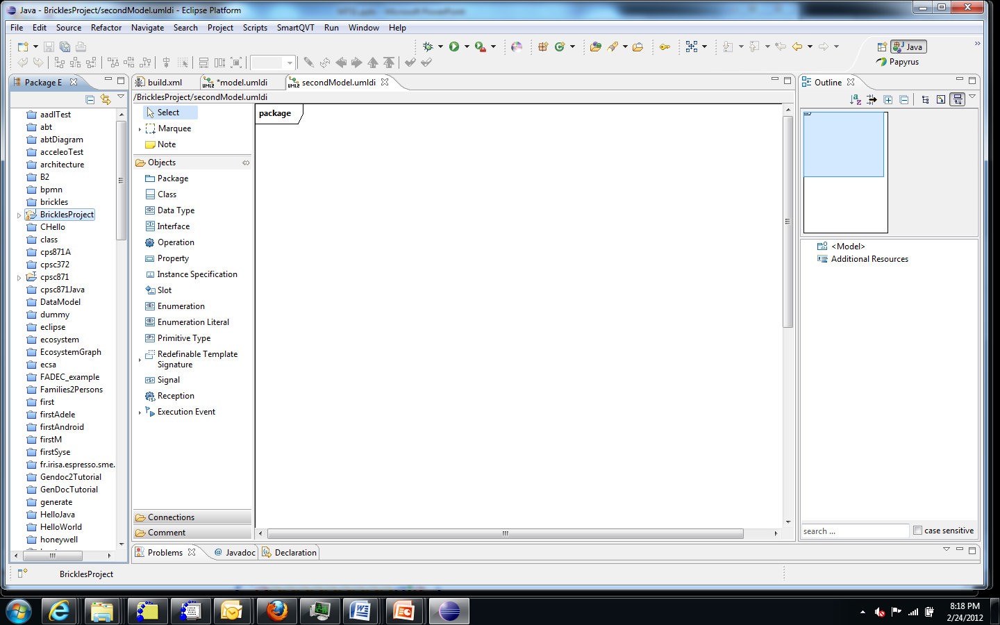 Java - BricklesProject/secondModel.umldi - Eclipse Platform
File Edit Source Refactor Navigate Search Project Scripts SmartQVT Run Window Help
Java
Papyrus
Package E
build.xml
*model.umldi
secondModel.umldi
Outline
/BricklesProject/secondModel.umldi
aadlTest
abt
abtDiagram
acceleoTest
architecture
B2
bpmn
brickles
BricklesProject
CHello
class
cps871A
cpsc372
cpsc871
cpsc871Java
DataModel
dummy
eclipse
ecosystem
EcosystemGraph
ecsa
FADEC_example
Families2Persons
first
firstAdele
firstAndroid
firstM
firstSyse
fr.irisa.espresso.sme.
Gendoc2Tutorial
GenDocTutorial
generate
HelloJava
HelloWorld
honeywell
Select
Marquee
Note
Objects
Package
Class
Data Type
Interface
Operation
Property
Instance Specification
Slot
Enumeration
Enumeration Literal
Primitive Type
Redefinable Template
Signature
Signal
Reception
Execution Event
Connections
Comment
package
<Model>
Additional Resources
search ...
case sensitive
Problems
@ Javadoc
Declaration
BricklesProject
8:18 PM
2/24/2012